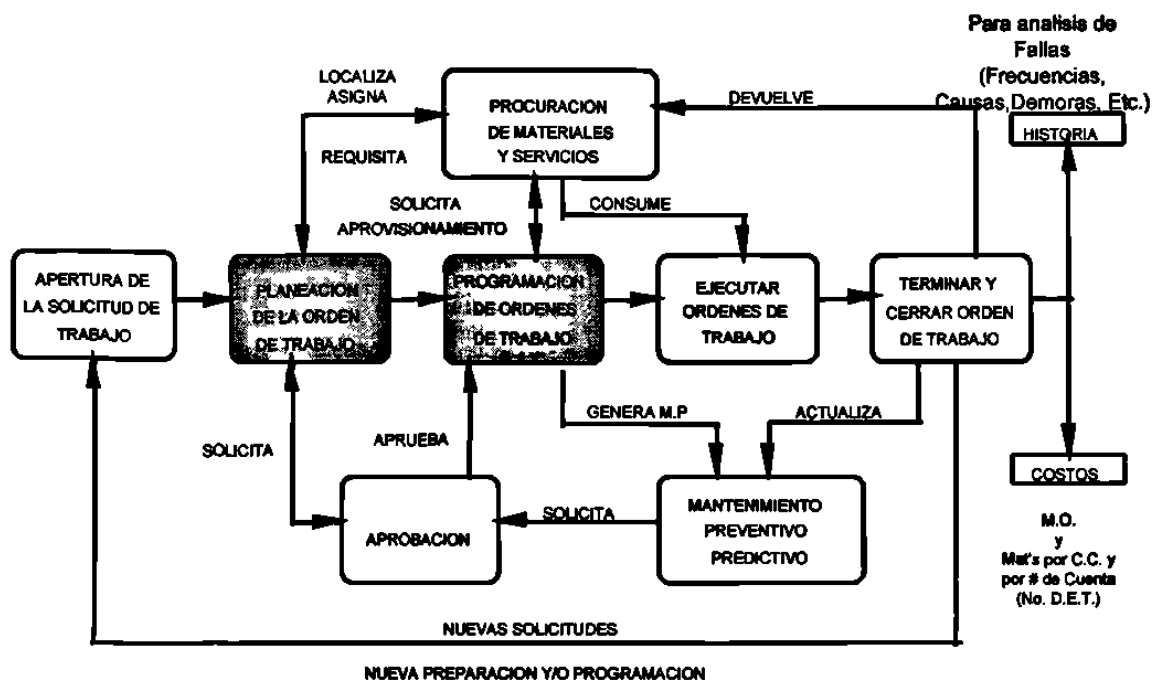 Para analisis de
Fallas
(Frecuencias,
Causas,Demoras, Etc.)
HISTORIA
LOCALIZA
ASIGNA
PROCURACION
DE MATERIALES
Y SERVICIOS
DEVUELVE
REQUISITA
SOLICITA
APROVISIONAMIENTO
CONSUME
APERTURA DE
LA SOLICITUD DE
TRABAJO
PLANEACION
DE LA ORDEN
DE TRABAJO
PROGRAMACION
DE ORDENES
DE TRABAJO
EJECUTAR
ORDENES DE
TRABAJO
TERMINAR Y
CERRAR ORDEN
DE TRABAJO
SOLICITA
APRUEBA
GENERA M.P
ACTUALIZA
APROBACION
SOLICITA
MANTENIMIENTO
PREVENTIVO
PREDICTIVO
COSTOS
M.O.
y
Mat's por C.C. y
por # de Cuenta
(No. D.E.T.)
NUEVAS SOLICITUDES
NUEVA PREPARACION Y/O PROGRAMACION